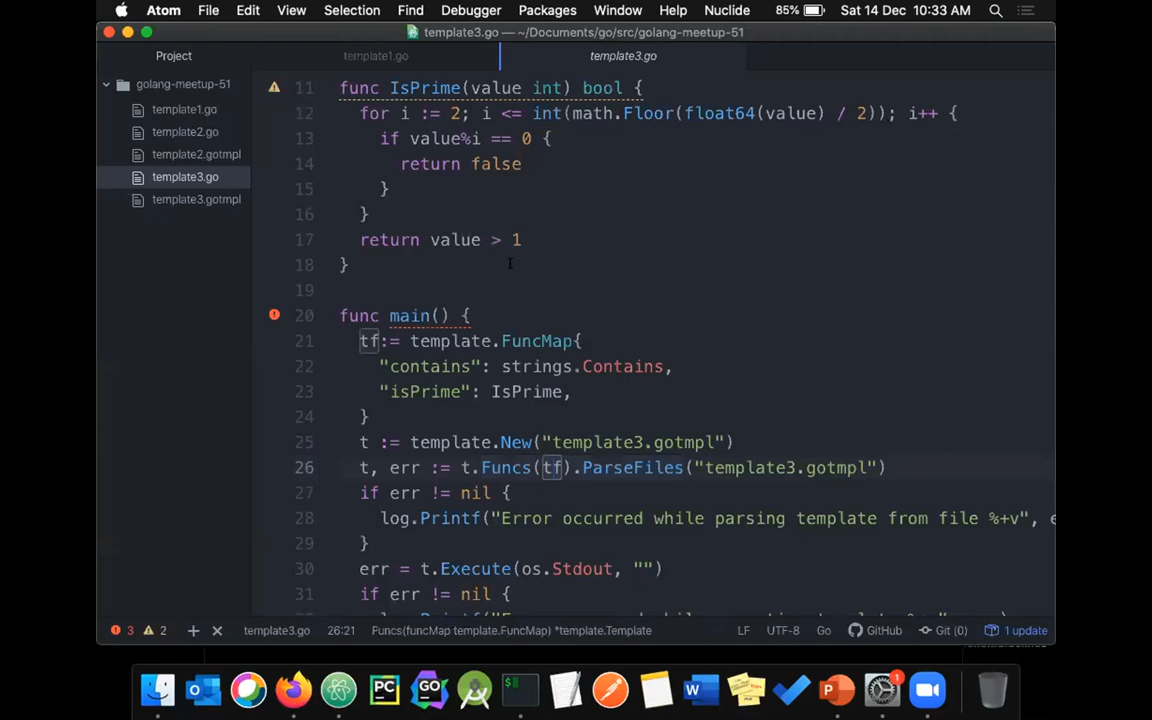 Atom File Edit View Selection Find Debugger Packages Window Help Nuclide 85% Sat 14 Dec 10:33 AM
template3.go — ~/Documents/go/src/golang-meetup-51
Project template1.go template3.go
golang-meetup-51
template1.go
template2.go
template2.gotmpl
template3.go
template3.gotmpl
11 func IsPrime(value int) bool {
12 for i := 2; i <= int(math.Floor(float64(value) / 2)); i++ {
13 if value%i == 0 {
14 return false
15 }
16 }
17 return value > 1
18 }
19
20 func main() {
21 tf:= template.FuncMap{
22 "contains": strings.Contains,
23 "isPrime": IsPrime,
24 }
25 t := template.New("template3.gotmpl")
26 t, err := t.Funcs(tf).ParseFiles("template3.gotmpl")
27 if err != nil {
28 log.Printf("Error occurred while parsing template from file %+v", e
29 }
30 err = t.Execute(os.Stdout, "")
31 if err != nil {
3 2 template3.go 26:21 Funcs(funcMap template.FuncMap) *template.Template LF UTF-8 Go GitHub Git (0) 1 update
PC GO W P 1